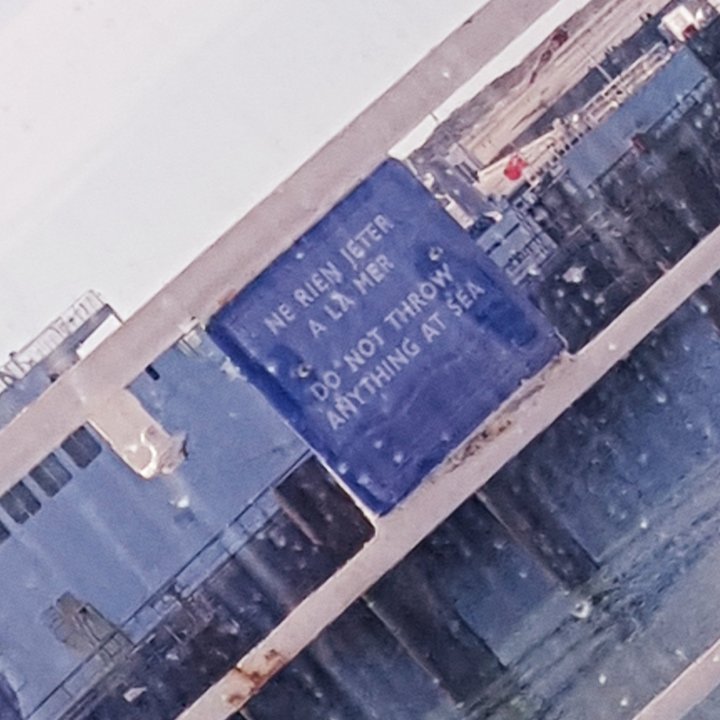 NE RIEN JETER
A LA MER
DO NOT THROW
ANYTHING AT SEA